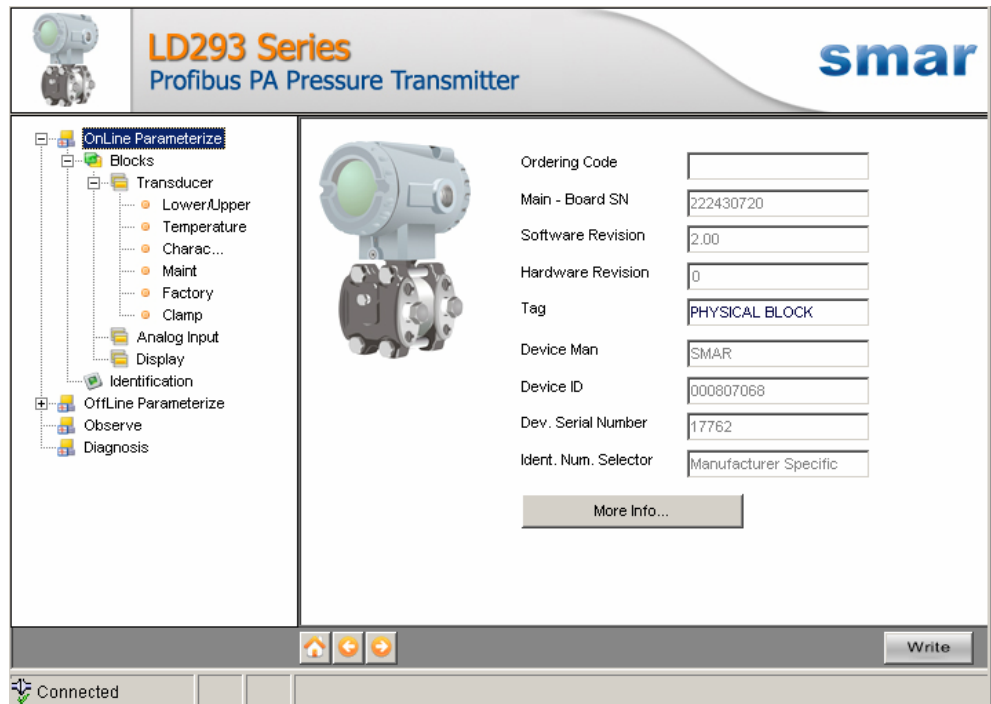 LD293 Series
Profibus PA Pressure Transmitter
smar
OnLine Parameterize
Blocks
Transducer
Lower/Upper
Temperature
Charac...
Maint
Factory
Clamp
Analog Input
Display
Identification
OffLine Parameterize
Observe
Diagnosis
Ordering Code
Main - Board SN 222430720
Software Revision 2.00
Hardware Revision 0
Tag PHYSICAL BLOCK
Device Man SMAR
Device ID 000807068
Dev. Serial Number 17762
Ident. Num. Selector Manufacturer Specific
More Info...
Write
Connected